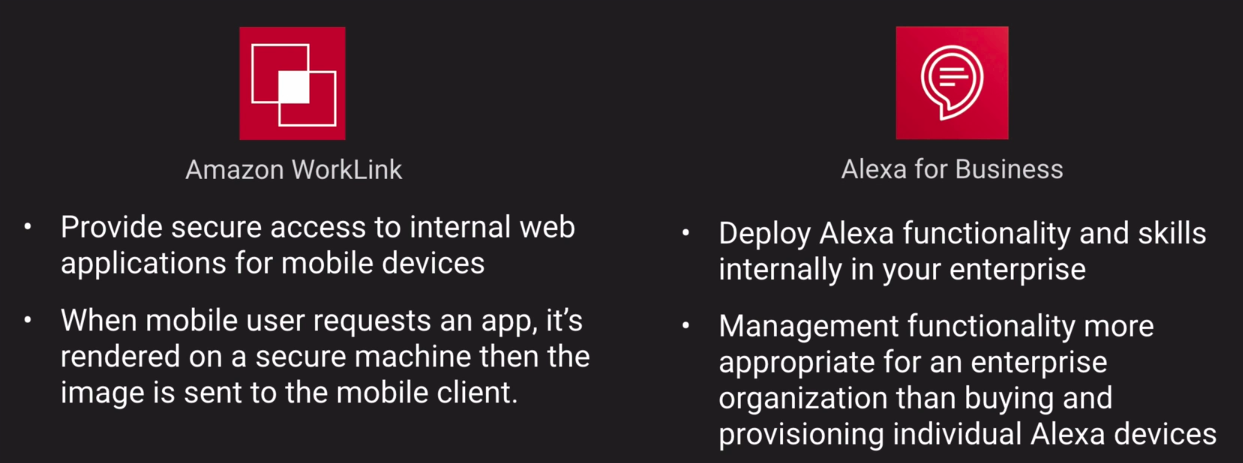 Amazon WorkLink
• Provide secure access to internal web
applications for mobile devices
• When mobile user requests an app, it’s
rendered on a secure machine then the
image is sent to the mobile client.
Alexa for Business
• Deploy Alexa functionality and skills
internally in your enterprise
• Management functionality more
appropriate for an enterprise
organization than buying and
provisioning individual Alexa devices